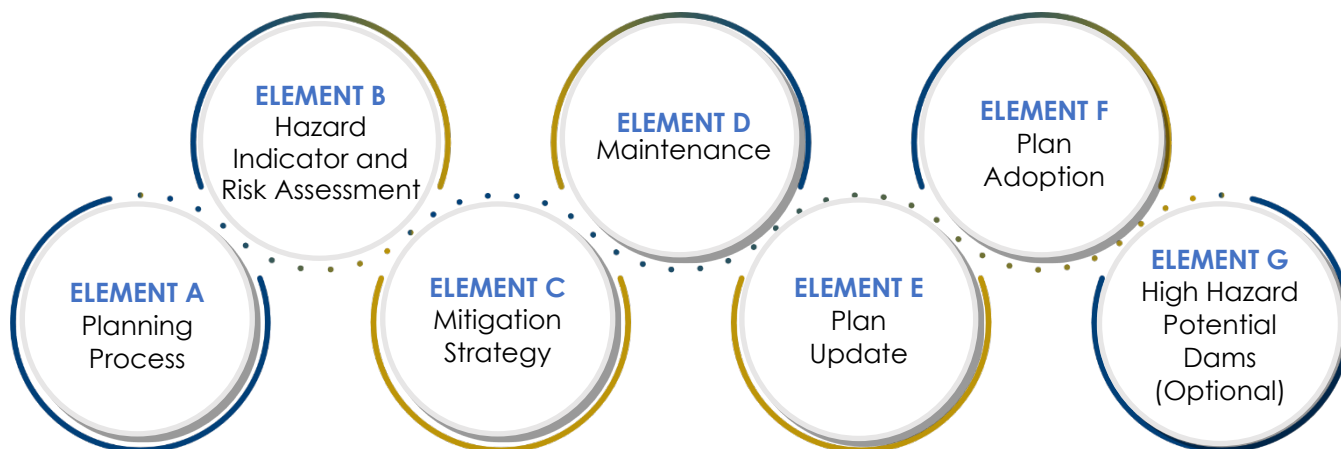 ELEMENT A
Planning
Process
ELEMENT B
Hazard
Indicator and
Risk Assessment
ELEMENT C
Mitigation
Strategy
ELEMENT D
Maintenance
ELEMENT E
Plan
Update
ELEMENT F
Plan
Adoption
ELEMENT G
High Hazard
Potential
Dams
(Optional)